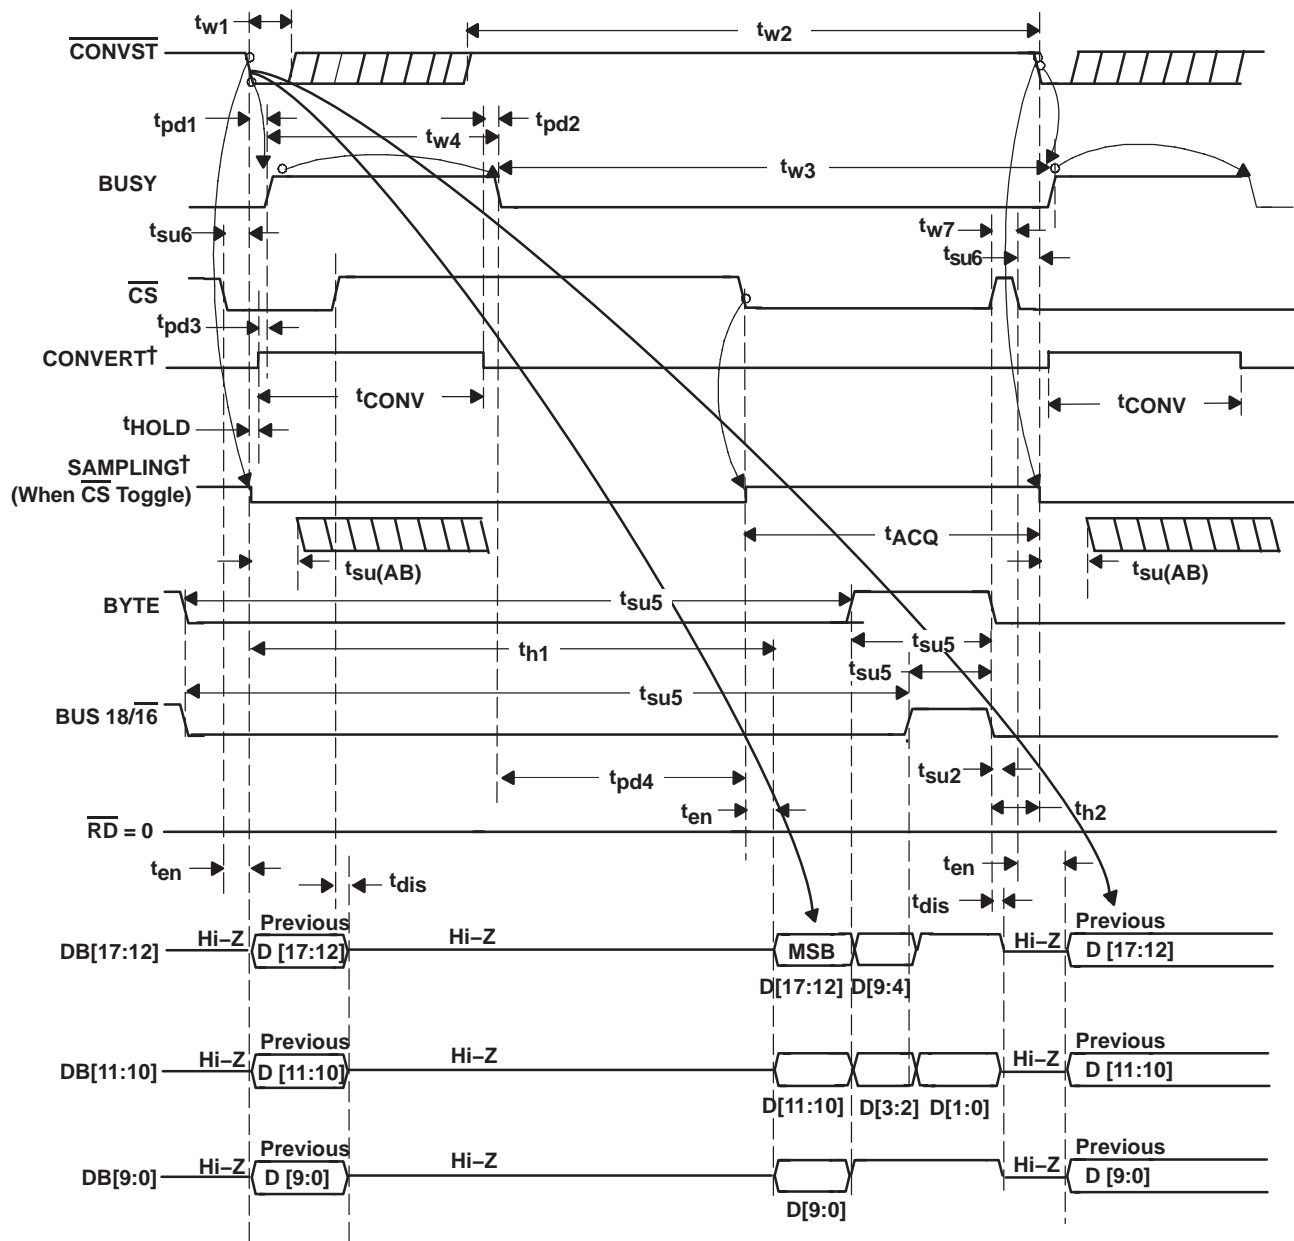 tw1
tw2
CONVST
tpd1
tw4
tpd2
tw3
BUSY
tsu6
tw7
tsu6
CS
tpd3
CONVERT†
tCONV
tCONV
tHOLD
SAMPLING†
(When CS Toggle)
tACQ
tsu(AB)
tsu(AB)
BYTE
tsu5
tsu5
th1
tsu5
tsu5
BUS 18/16
tsu2
tpd4
th2
ten
RD = 0
ten
tdis
ten
tdis
Previous
Previous
DB[17:12]
Hi–Z
D [17:12]
Hi–Z
MSB
Hi–Z
D [17:12]
D[17:12]
D[9:4]
Previous
Previous
DB[11:10]
Hi–Z
D [11:10]
Hi–Z
Hi–Z
D [11:10]
D[11:10]
D[3:2]
D[1:0]
Previous
Previous
DB[9:0]
Hi–Z
D [9:0]
Hi–Z
Hi–Z
D [9:0]
D[9:0]